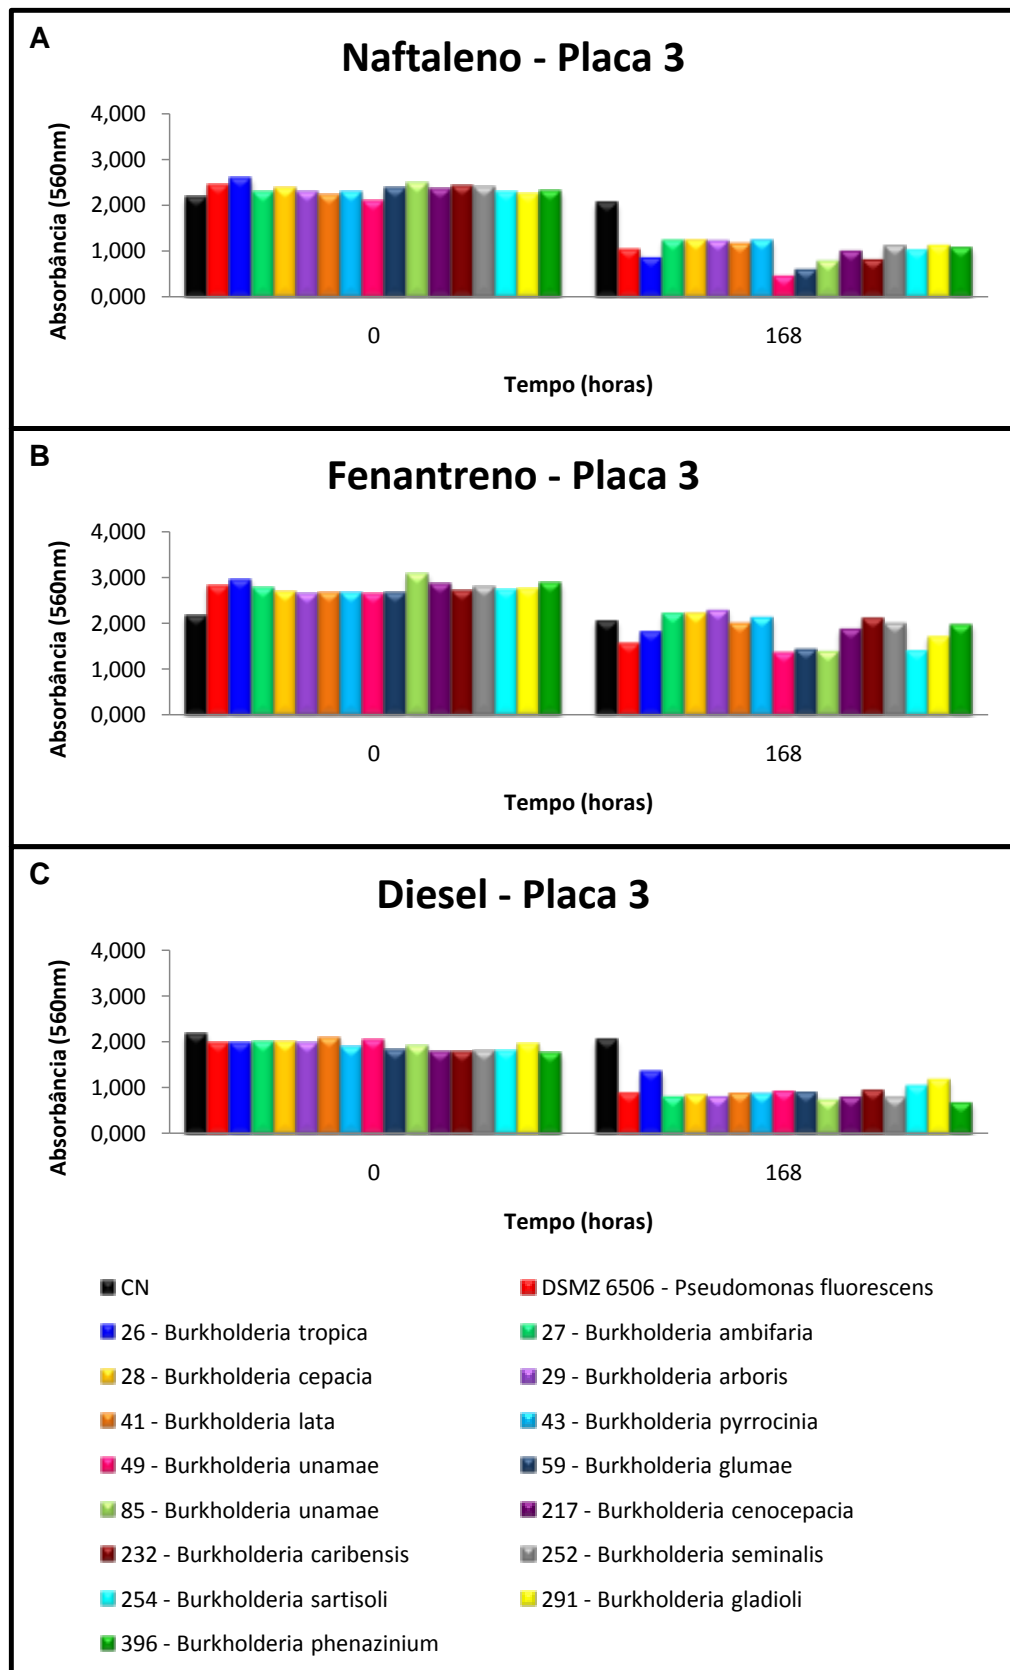 A
Naftaleno - Placa 3
Absorbância (560nm)
4,000
3,000
2,000
1,000
0,000
0
168
Tempo (horas)
B
Fenantreno - Placa 3
Absorbância (560nm)
4,000
3,000
2,000
1,000
0,000
0
168
Tempo (horas)
C
Diesel - Placa 3
Absorbância (560nm)
4,000
3,000
2,000
1,000
0,000
0
168
Tempo (horas)
CN
DSMZ 6506 - Pseudomonas fluorescens
26 - Burkholderia tropica
27 - Burkholderia ambifaria
28 - Burkholderia cepacia
29 - Burkholderia arboris
41 - Burkholderia lata
43 - Burkholderia pyrrocinia
49 - Burkholderia unamae
59 - Burkholderia glumae
85 - Burkholderia unamae
217 - Burkholderia cenocepacia
232 - Burkholderia caribensis
252 - Burkholderia seminalis
254 - Burkholderia sartisoli
291 - Burkholderia gladioli
396 - Burkholderia phenazinium